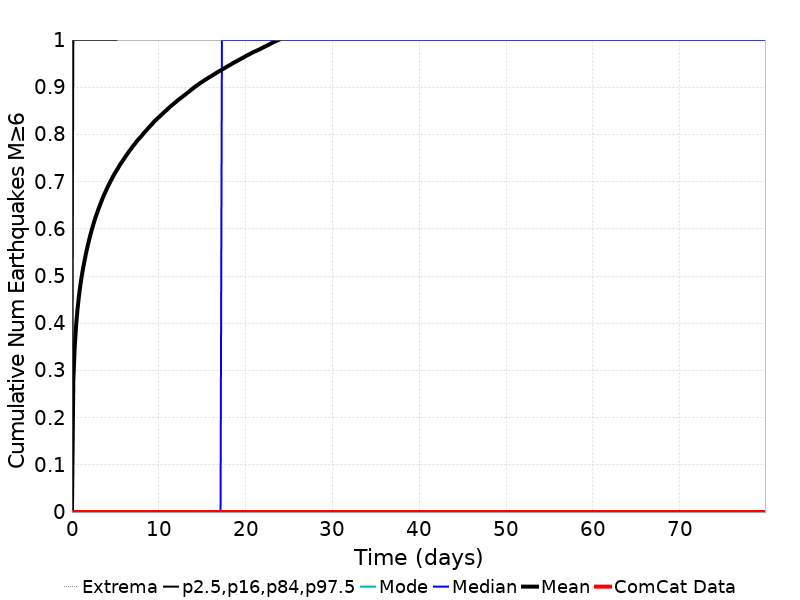 Cumulative Num Earthquakes M≥6
1
0.9
0.8
0.7
0.6
0.5
0.4
0.3
0.2
0.1
0
0 10 20 30 40 50 60 70
Time (days)
Extrema p2.5,p16,p84,p97.5 Mode Median Mean ComCat Data